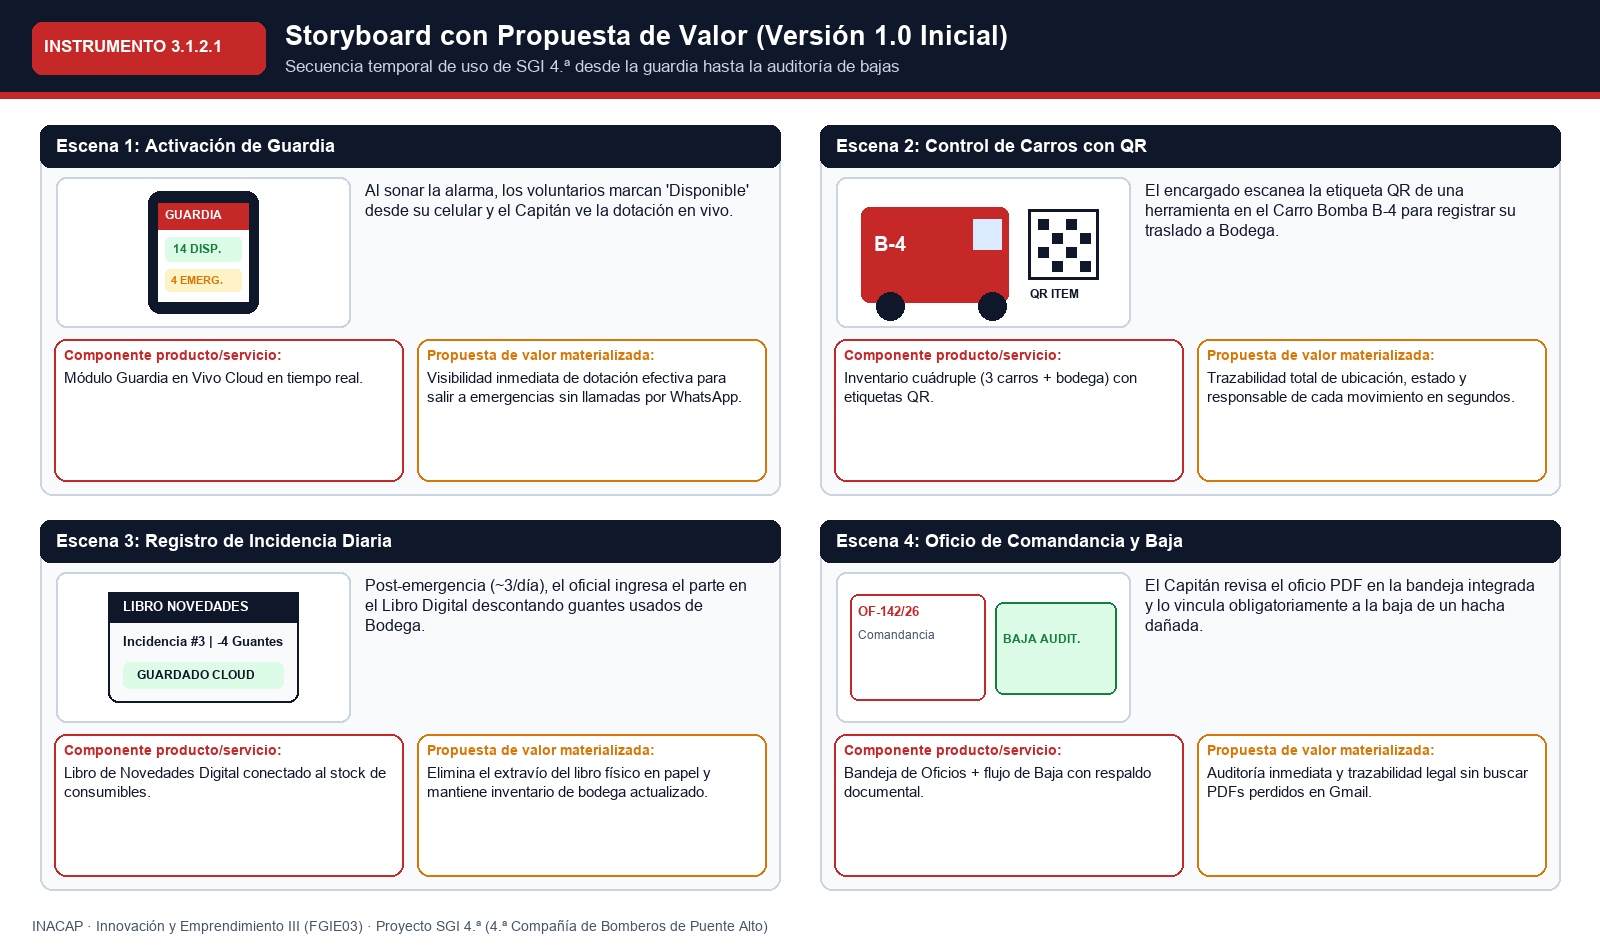 INSTRUMENTO 3.1.2.1
Storyboard con Propuesta de Valor (Versión 1.0 Inicial)
Secuencia temporal de uso de SGI 4.ª desde la guardia hasta la auditoría de bajas
Escena 1: Activación de Guardia
GUARDIA
14 DISP.
4 EMERG.
Al sonar la alarma, los voluntarios marcan 'Disponible'
desde su celular y el Capitán ve la dotación en vivo.
Componente producto/servicio:
Módulo Guardia en Vivo Cloud en tiempo real.
Propuesta de valor materializada:
Visibilidad inmediata de dotación efectiva para
salir a emergencias sin llamadas por WhatsApp.
Escena 2: Control de Carros con QR
B-4
QR ITEM
El encargado escanea la etiqueta QR de una
herramienta en el Carro Bomba B-4 para registrar su
traslado a Bodega.
Componente producto/servicio:
Inventario cuádruple (3 carros + bodega) con
etiquetas QR.
Propuesta de valor materializada:
Trazabilidad total de ubicación, estado y
responsable de cada movimiento en segundos.
Escena 3: Registro de Incidencia Diaria
LIBRO NOVEDADES
Incidencia #3 | -4 Guantes
GUARDADO CLOUD
Post-emergencia (~3/día), el oficial ingresa el parte en
el Libro Digital descontando guantes usados de
Bodega.
Componente producto/servicio:
Libro de Novedades Digital conectado al stock de
consumibles.
Propuesta de valor materializada:
Elimina el extravío del libro físico en papel y
mantiene inventario de bodega actualizado.
Escena 4: Oficio de Comandancia y Baja
OF-142/26
Comandancia
BAJA AUDIT.
El Capitán revisa el oficio PDF en la bandeja integrada
y lo vincula obligatoriamente a la baja de un hacha
dañada.
Componente producto/servicio:
Bandeja de Oficios + flujo de Baja con respaldo
documental.
Propuesta de valor materializada:
Auditoría inmediata y trazabilidad legal sin buscar
PDFs perdidos en Gmail.
INACAP · Innovación y Emprendimiento III (FGIE03) · Proyecto SGI 4.ª (4.ª Compañía de Bomberos de Puente Alto)